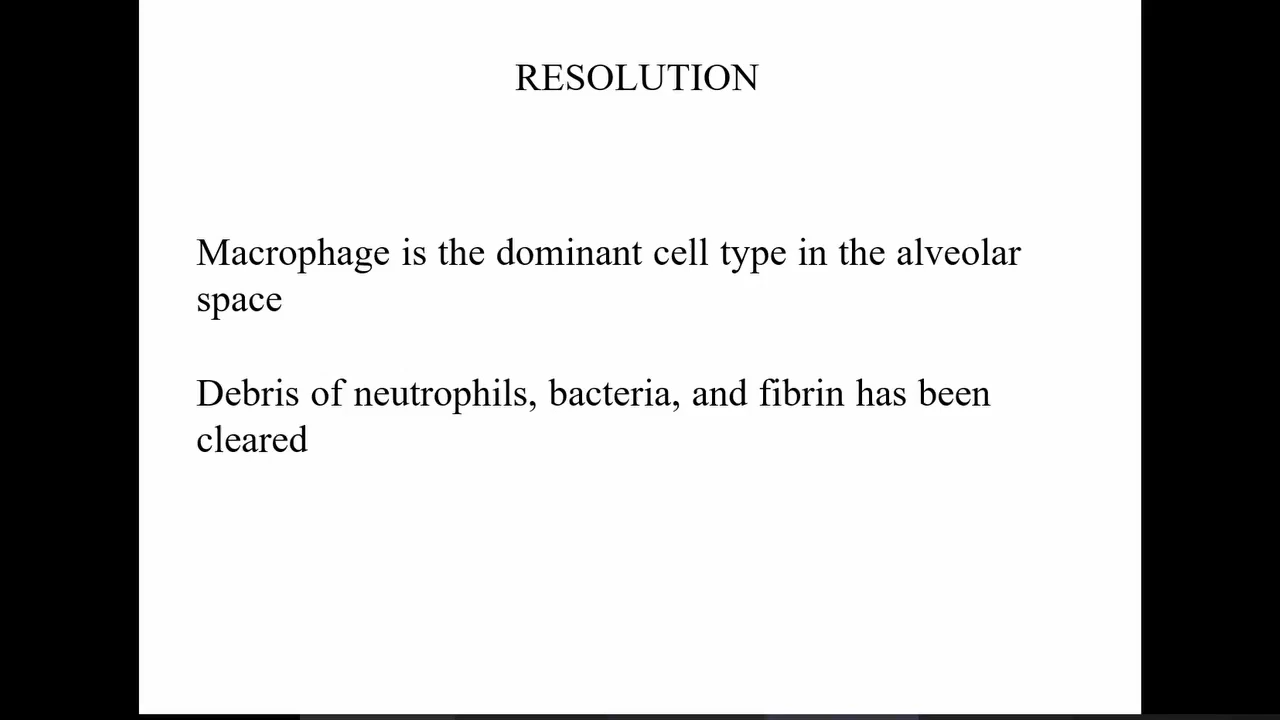 RESOLUTION
Macrophage is the dominant cell type in the alveolar
space
Debris of neutrophils, bacteria, and fibrin has been
cleared